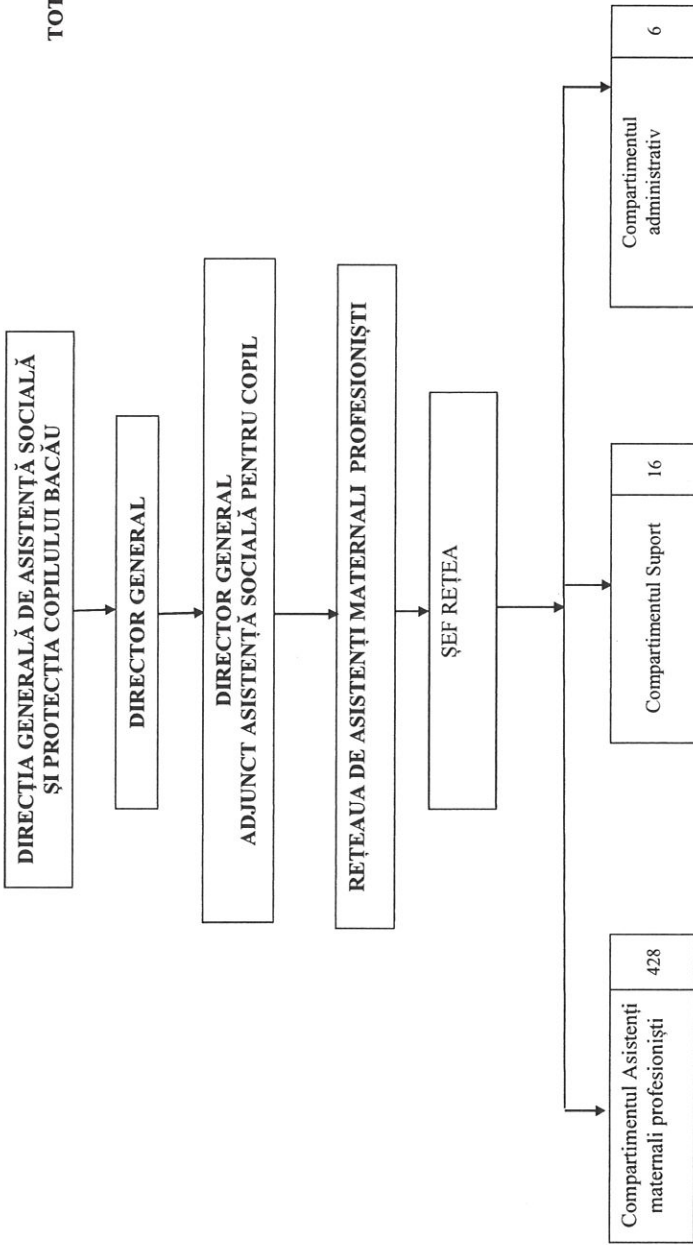 TOT
DIRECȚIA GENERALĂ DE ASISTENȚĂ SOCIALĂ
ȘI PROTECȚIA COPILULUI BACĂU
DIRECTOR GENERAL
DIRECTOR GENERAL
ADJUNCT ASISTENȚĂ SOCIALĂ PENTRU COPIL
REȚEAUA DE ASISTENȚI MATERNALI PROFESIONIȘTI
ȘEF REȚEA
Compartimentul Asistenți
maternali profesioniști
428
Compartimentul Suport
16
Compartimentul
administrativ
6